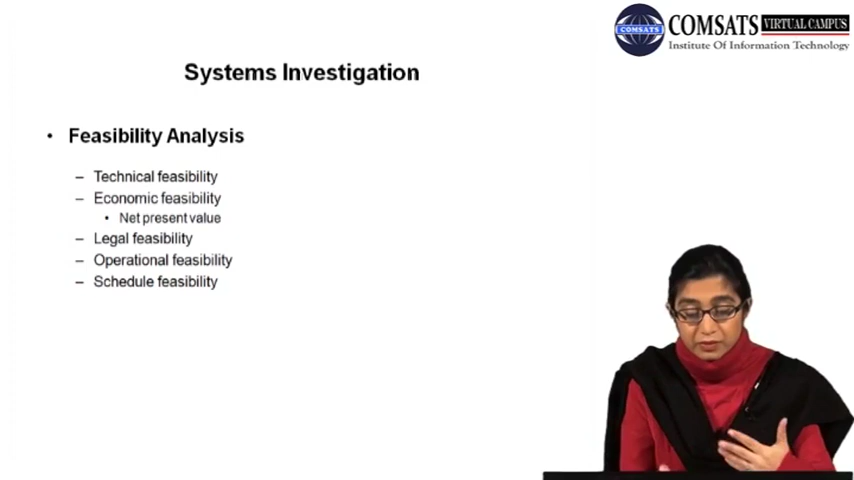 COMSATS VIRTUAL CAMPUS
Institute Of Information Technology
COMSATS
Systems Investigation
• Feasibility Analysis
– Technical feasibility
– Economic feasibility
• Net present value
– Legal feasibility
– Operational feasibility
– Schedule feasibility